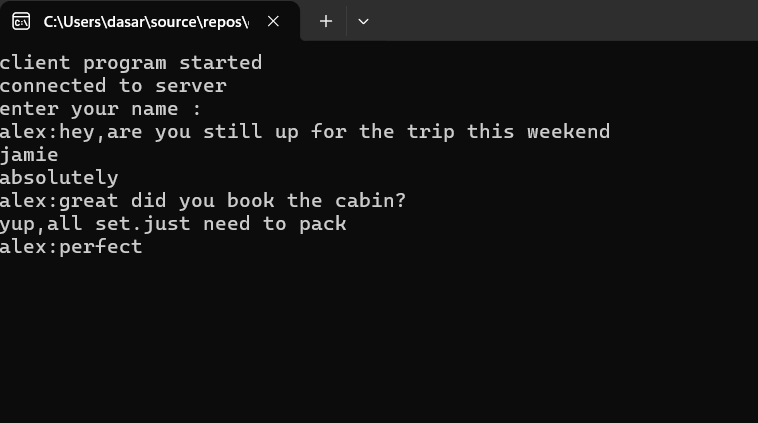 C:\Users\dasar\source\repos\
client program started
connected to server
enter your name :
alex:hey,are you still up for the trip this weekend
jamie
absolutely
alex:great did you book the cabin?
yup,all set.just need to pack
alex:perfect